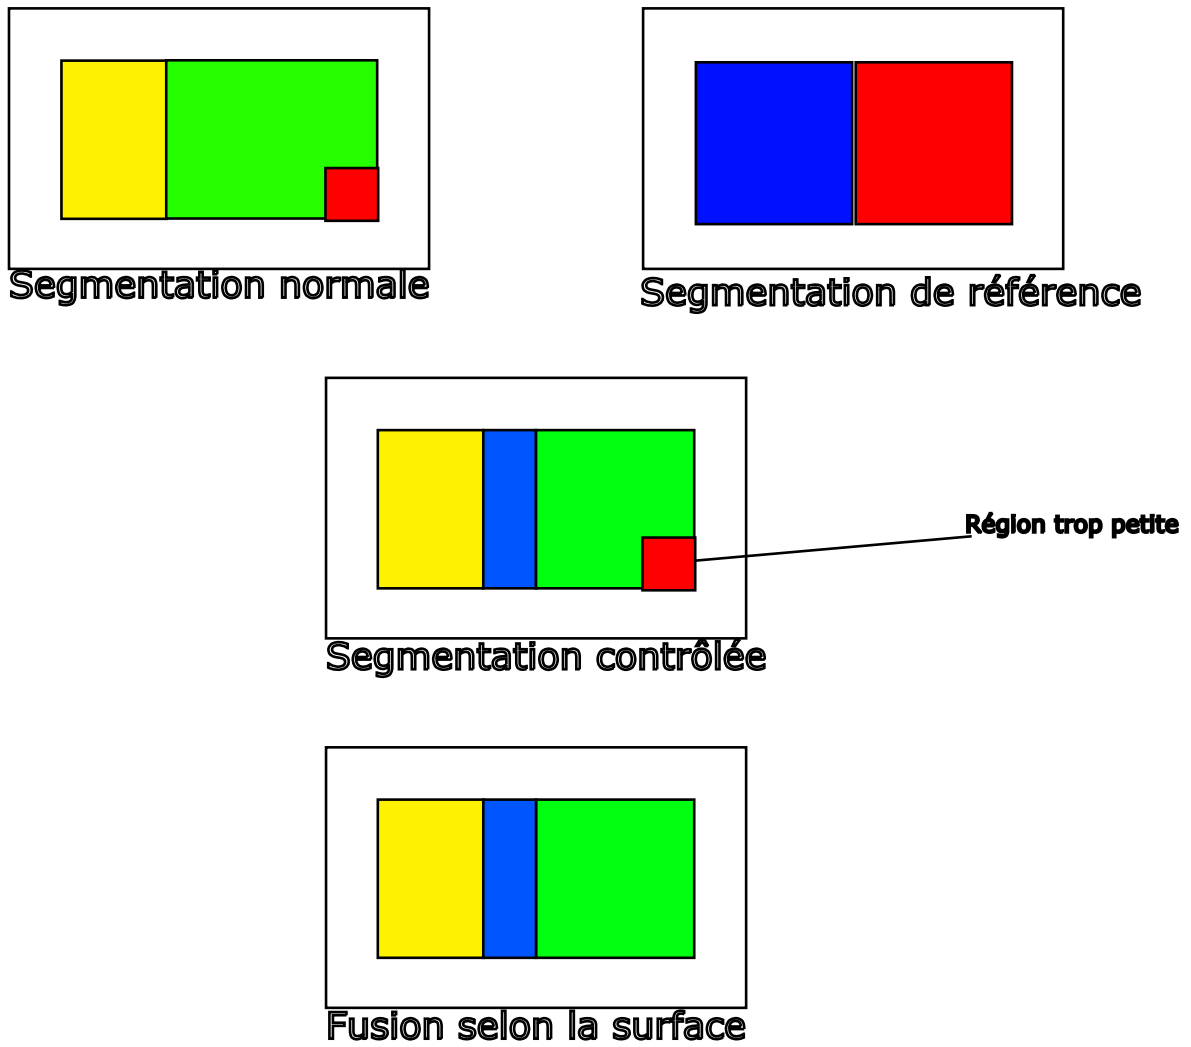 Segmentation normale
Segmentation de référence
Région trop petite
Segmentation contrôlée
Fusion selon la surface